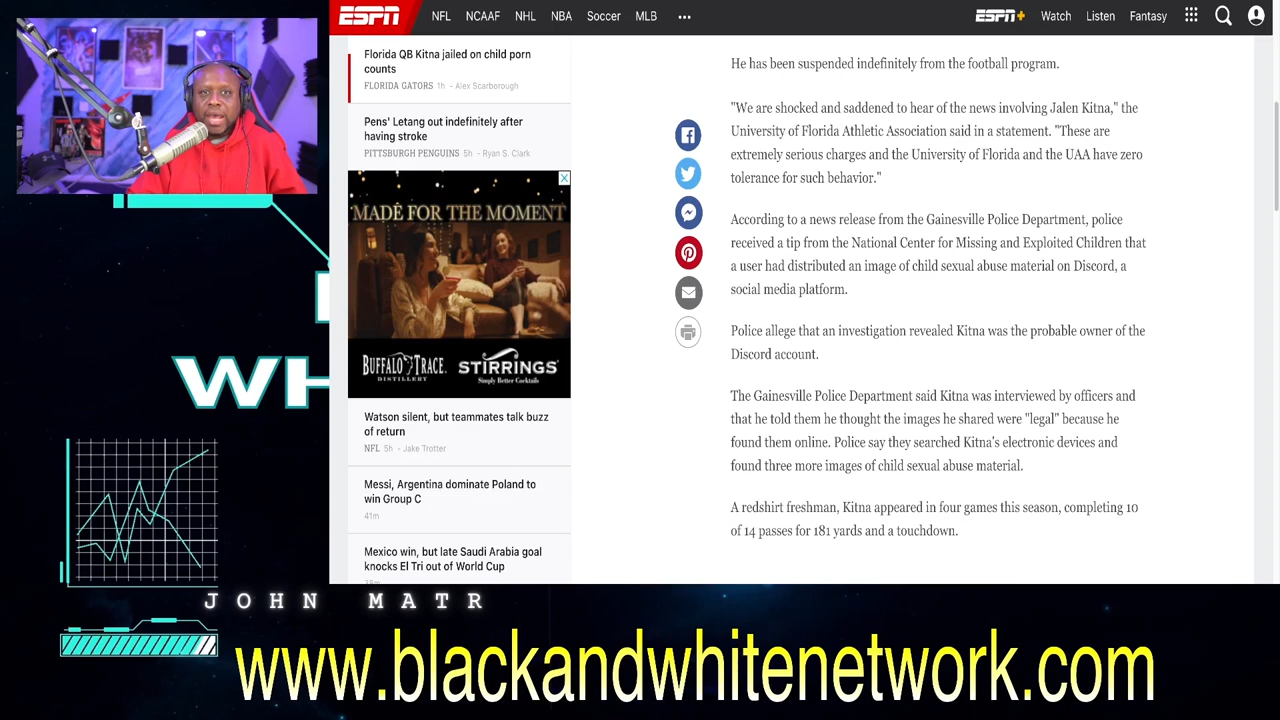 ESPN
NFL NCAAF NHL NBA Soccer MLB •••
ESPN+ Watch Listen Fantasy
Florida QB Kitna jailed on child porn
counts
FLORIDA GATORS 1h - Alex Scarborough
Pens' Letang out indefinitely after
having stroke
PITTSBURGH PENGUINS 5h - Ryan S. Clark
MADE FOR THE MOMENT
BUFFALO TRACE
DISTILLERY
STIRRINGS
Simply Better Cocktails
Watson silent, but teammates talk buzz
of return
NFL 5h - Jake Trotter
Messi, Argentina dominate Poland to
win Group C
41m
Mexico win, but late Saudi Arabia goal
knocks El Tri out of World Cup
He has been suspended indefinitely from the football program.
"We are shocked and saddened to hear of the news involving Jalen Kitna," the
University of Florida Athletic Association said in a statement. "These are
extremely serious charges and the University of Florida and the UAA have zero
tolerance for such behavior."
According to a news release from the Gainesville Police Department, police
received a tip from the National Center for Missing and Exploited Children that
a user had distributed an image of child sexual abuse material on Discord, a
social media platform.
Police allege that an investigation revealed Kitna was the probable owner of the
Discord account.
The Gainesville Police Department said Kitna was interviewed by officers and
that he told them he thought the images he shared were "legal" because he
found them online. Police say they searched Kitna's electronic devices and
found three more images of child sexual abuse material.
A redshirt freshman, Kitna appeared in four games this season, completing 10
of 14 passes for 181 yards and a touchdown.
WH
JOHN MATR
www.blackandwhitenetwork.com